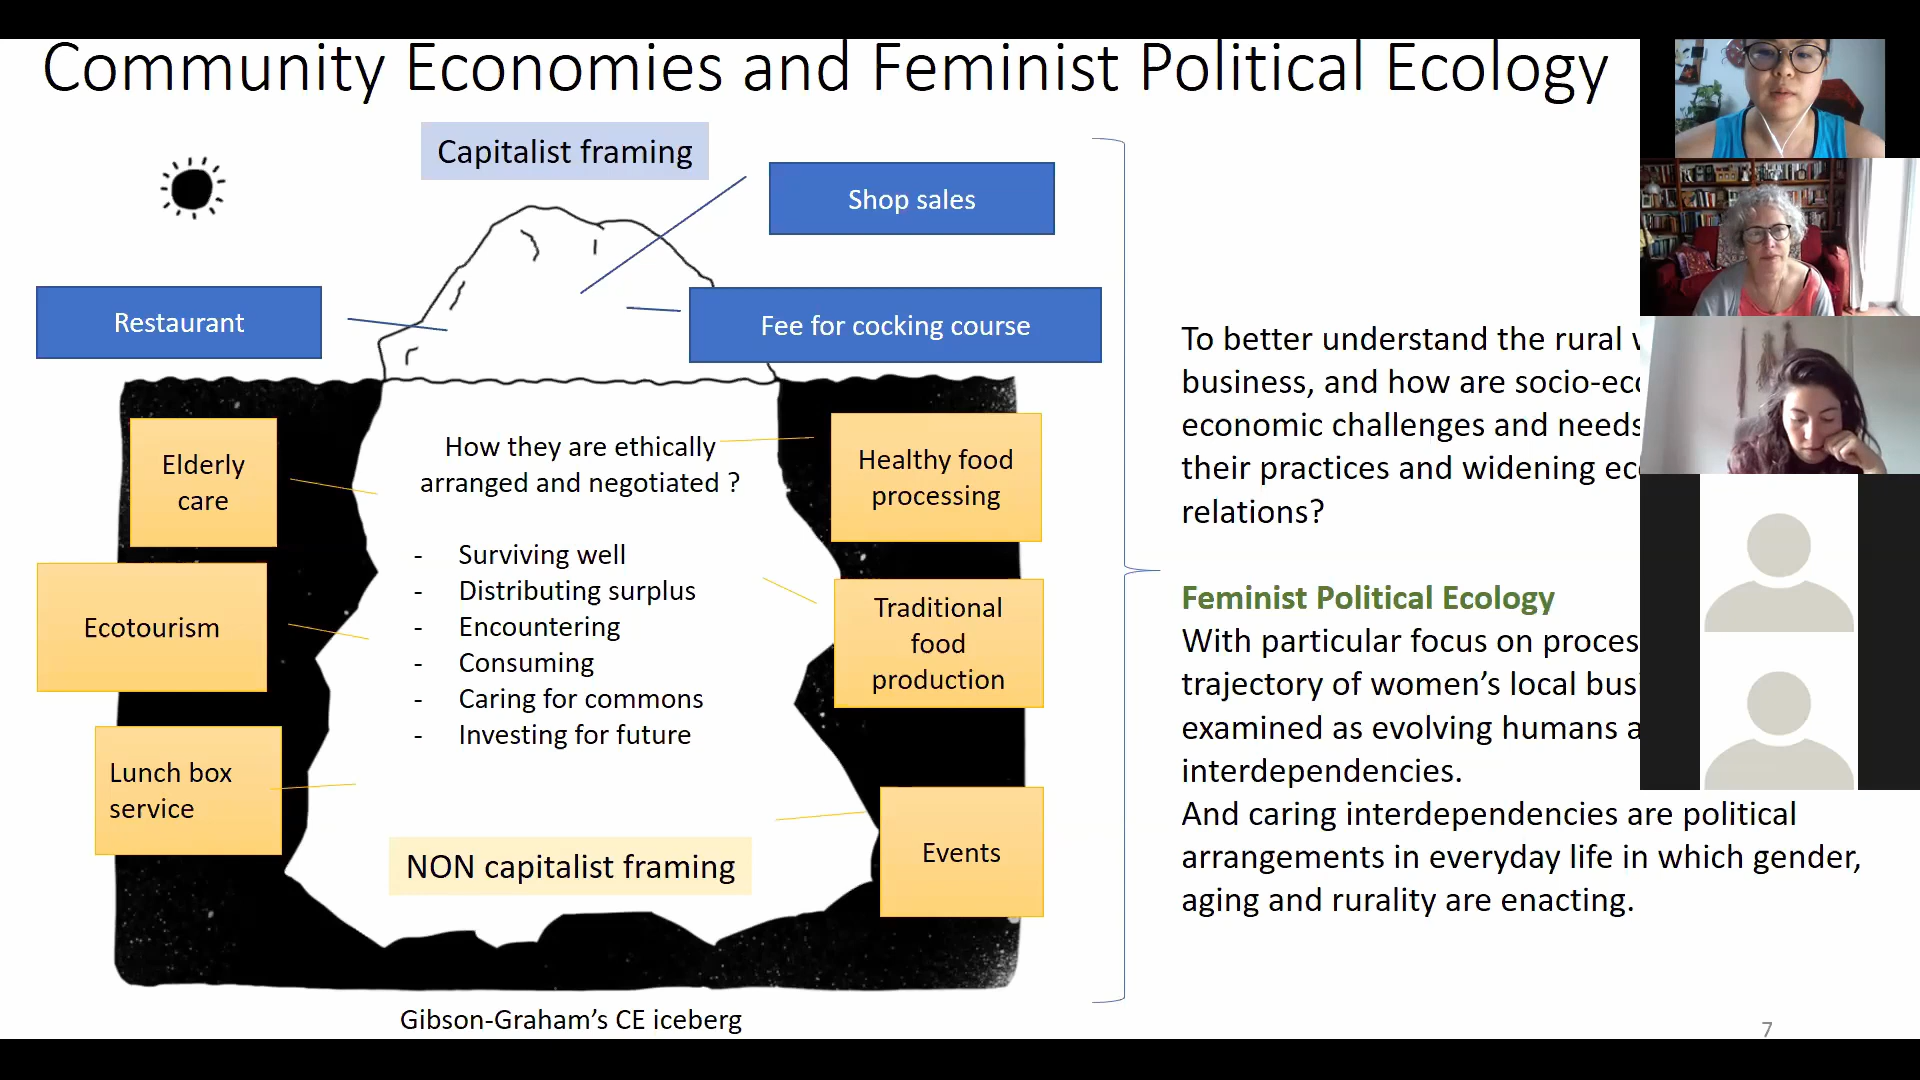 Community Economies and Feminist Political Ecology
Capitalist framing
Shop sales
Restaurant
Fee for cocking course
Elderly
care
Ecotourism
Lunch box
service
How they are ethically
arranged and negotiated ?
- Surviving well
- Distributing surplus
- Encountering
- Consuming
- Caring for commons
- Investing for future
NON capitalist framing
Healthy food
processing
Traditional
food
production
Events
Gibson-Graham's CE iceberg
To better understand the rural
business, and how are
economic challenges and needs
their practices and widening
relations?
Feminist Political Ecology
With particular focus on
trajectory of women's local
examined as evolving humans
interdependencies.
And caring interdependencies are political
arrangements in everyday life in which gender,
aging and rurality are enacting.
7